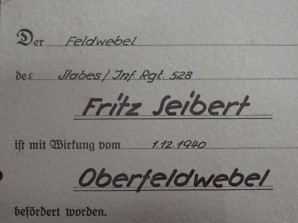 Der Feldwebel
des Stabes/Inf.Rgt. 528
Fritz Seibert
ist mit Wirkung vom 1.12.1940
Oberfeldwebel
befördert worden.